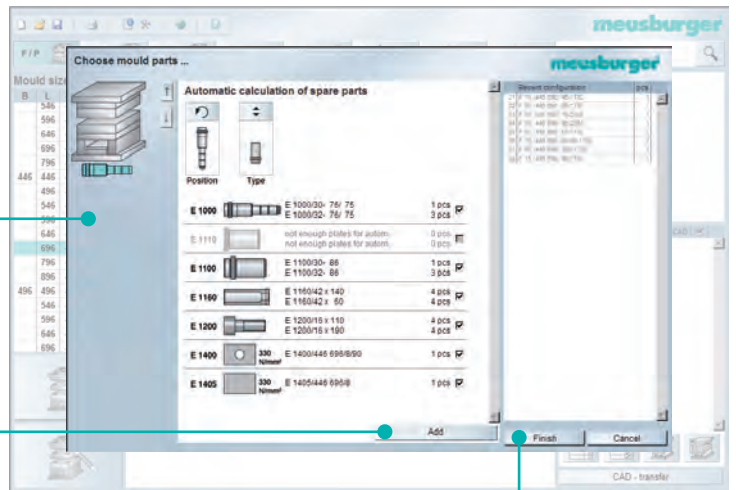 meusburger
F / P
Mould size
B L
546
596
646
696
796
446 446
496
546
596
646
696
796
896
496 496
546
596
646
696
Choose mould parts ...
meusburger
Automatic calculation of spare parts
Position Type
E 1000 E 1000/30- 76/ 75 1 pcs
E 1000/32- 76/ 75 3 pcs
E 1110 not enough plates for autom. 0 pcs
not enough plates for autom. 0 pcs
E 1100 E 1100/30- 86 1 pcs
E 1100/32- 86 3 pcs
E 1160 E 1160/42 x 140 4 pcs
E 1160/42 x 60 4 pcs
E 1200 E 1200/16 x 110 4 pcs
E 1200/16 x 190 4 pcs
E 1400 330 N/mm² E 1400/446 696/8/90 1 pcs
E 1405 330 N/mm² E 1405/446 696/8 1 pcs
Add
Recent configuration pcs
Finish Cancel
CAD - transfer